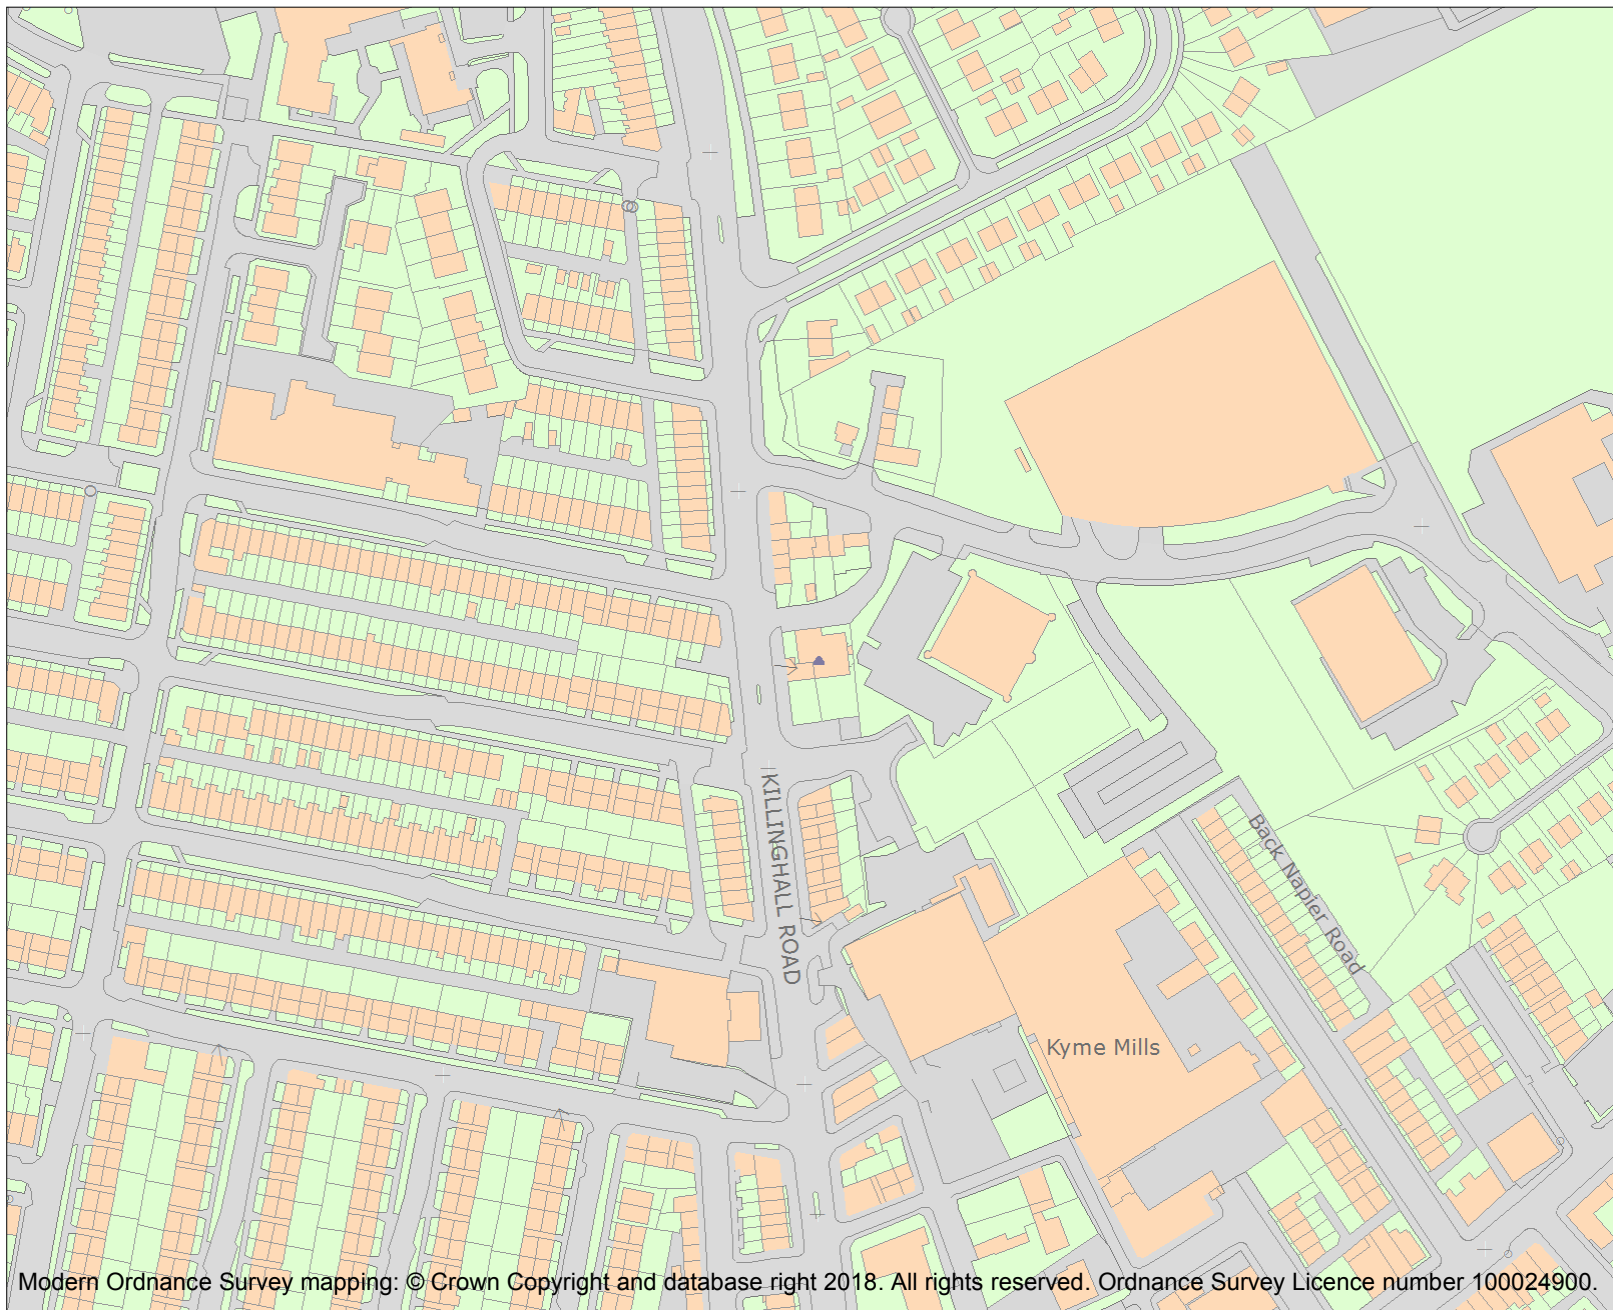 KILLINGHALL ROAD
Back Napier Road
Kyme Mills
Modern Ordnance Survey mapping: © Crown Copyright and database right 2018. All rights reserved. Ordnance Survey Licence number 100024900.